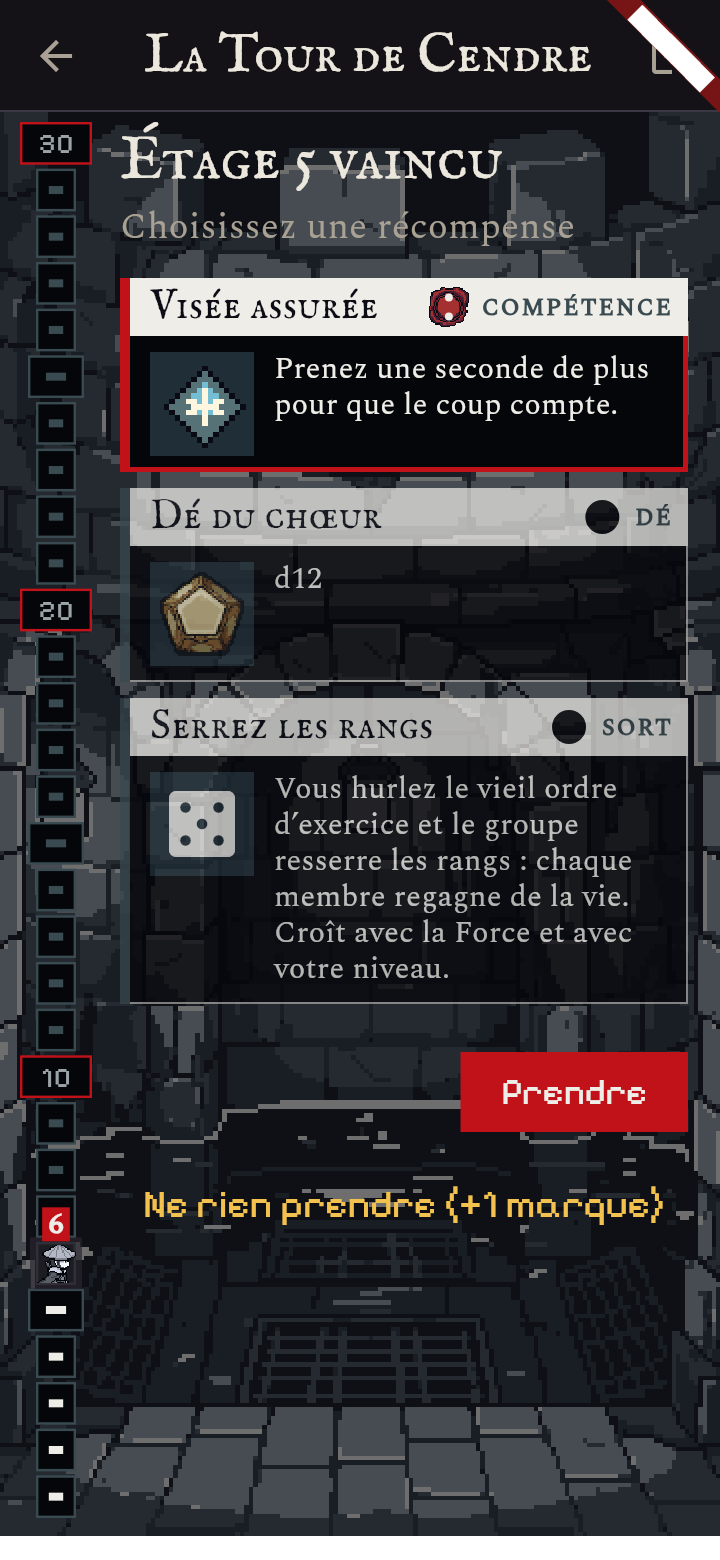 La Tour de Cendre
30
Étage 5 vaincu
Choisissez une récompense
Visée assurée
COMPÉTENCE
Prenez une seconde de plus
pour que le coup compte.
Dé du chœur
DÉ
d12
20
Serrez les rangs
SORT
Vous hurlez le vieil ordre
d’exercice et le groupe
resserre les rangs : chaque
membre regagne de la vie.
Croît avec la Force et avec
votre niveau.
10
Prendre
6
Ne rien prendre (+1 marque)